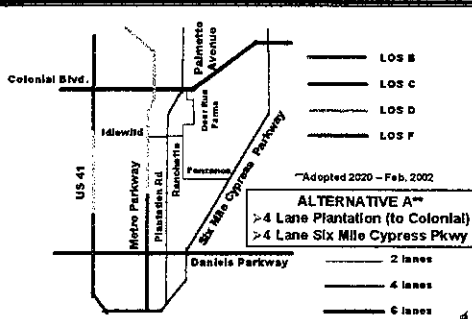 Palmetto
Avenue
LOS B
Colonial Blvd.
LOS C
Deer Run
Farms
LOS D
Idlewild
LOS F
US 41
Metro Parkway
Plantation Rd.
Ranchette
Penzance
Six Mile Cypress Parkway
**Adopted 2020 - Feb, 2002
ALTERNATIVE A**
>4 Lane Plantation (to Colonial)
>4 Lane Six Mile Cypress Pkwy
Daniels Parkway
2 lanes
4 lanes
6 lanes